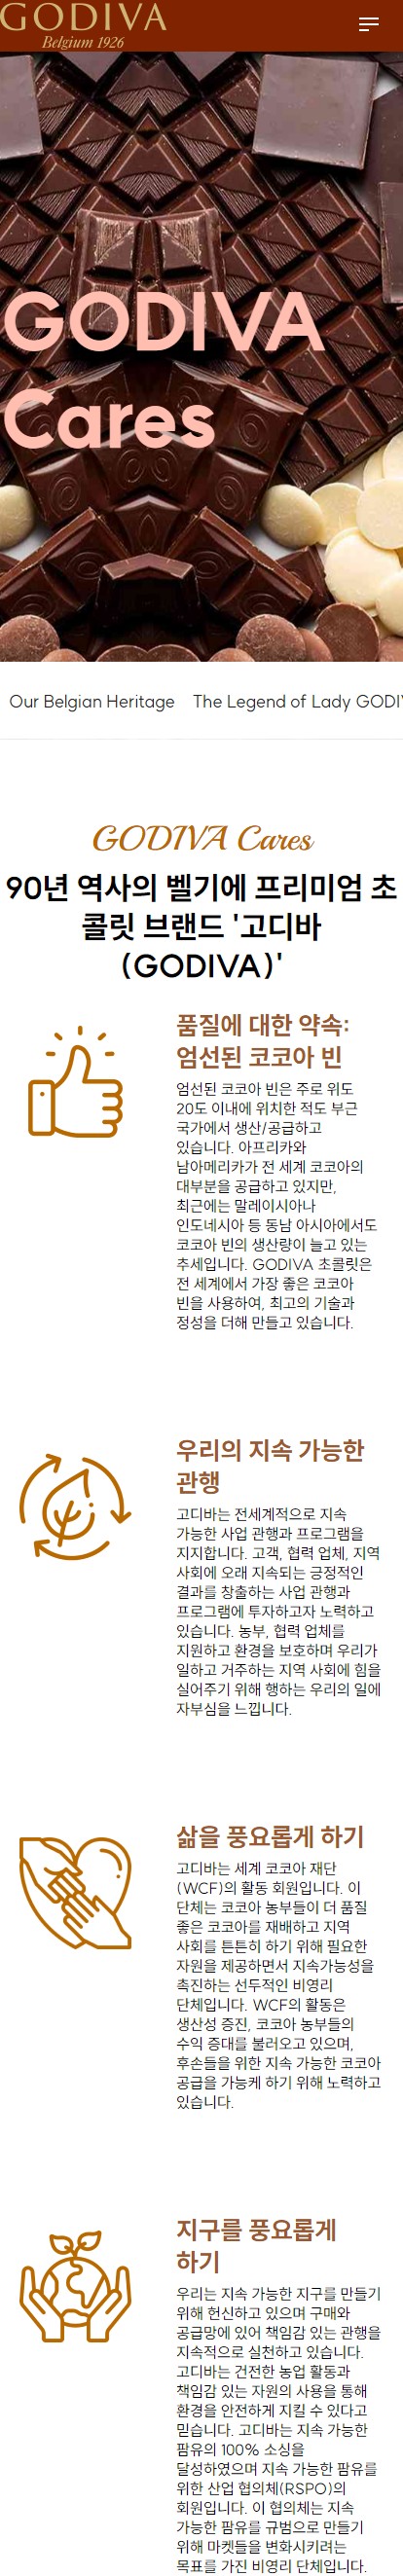 GODIVA
Belgium 1926
GODIVA
Cares
Our Belgian Heritage The Legend of Lady GODIV
GODIVA Cares
90년 역사의 벨기에 프리미엄 초
콜릿 브랜드 '고디바
(GODIVA)'
품질에 대한 약속:
엄선된 코코아 빈
엄선된 코코아 빈은 주로 위도
20도 이내에 위치한 적도 부근
국가에서 생산/공급하고
있습니다. 아프리카와
남아메리카가 전 세계 코코아의
대부분을 공급하고 있지만,
최근에는 말레이시아나
인도네시아 등 동남 아시아에서도
코코아 빈의 생산량이 늘고 있는
추세입니다. GODIVA 초콜릿은
전 세계에서 가장 좋은 코코아
빈을 사용하여, 최고의 기술과
정성을 더해 만들고 있습니다.
우리의 지속 가능한
관행
고디바는 전세계적으로 지속
가능한 사업 관행과 프로그램을
지지합니다. 고객, 협력 업체, 지역
사회에 오래 지속되는 긍정적인
결과를 창출하는 사업 관행과
프로그램에 투자하고자 노력하고
있습니다. 농부, 협력 업체를
지원하고 환경을 보호하며 우리가
일하고 거주하는 지역 사회에 힘을
실어주기 위해 행하는 우리의 일에
자부심을 느낍니다.
삶을 풍요롭게 하기
고디바는 세계 코코아 재단
(WCF)의 활동 회원입니다. 이
단체는 코코아 농부들이 더 품질
좋은 코코아를 재배하고 지역
사회를 튼튼히 하기 위해 필요한
자원을 제공하면서 지속가능성을
촉진하는 선두적인 비영리
단체입니다. WCF의 활동은
생산성 증진, 코코아 농부들의
수익 증대를 불러오고 있으며,
후손들을 위한 지속 가능한 코코아
공급을 가능케 하기 위해 노력하고
있습니다.
지구를 풍요롭게
하기
우리는 지속 가능한 지구를 만들기
위해 헌신하고 있으며 구매와
공급망에 있어 책임감 있는 관행을
지속적으로 실천하고 있습니다.
고디바는 건전한 농업 활동과
책임감 있는 자원의 사용을 통해
환경을 안전하게 지킬 수 있다고
믿습니다. 고디바는 지속 가능한
팜유의 100% 소싱을
달성하였으며 지속 가능한 팜유를
위한 산업 협의체(RSPO)의
회원입니다. 이 협의체는 지속
가능한 팜유를 규범으로 만들기
위해 마켓들을 변화시키려는
목표를 가진 비영리 단체입니다.